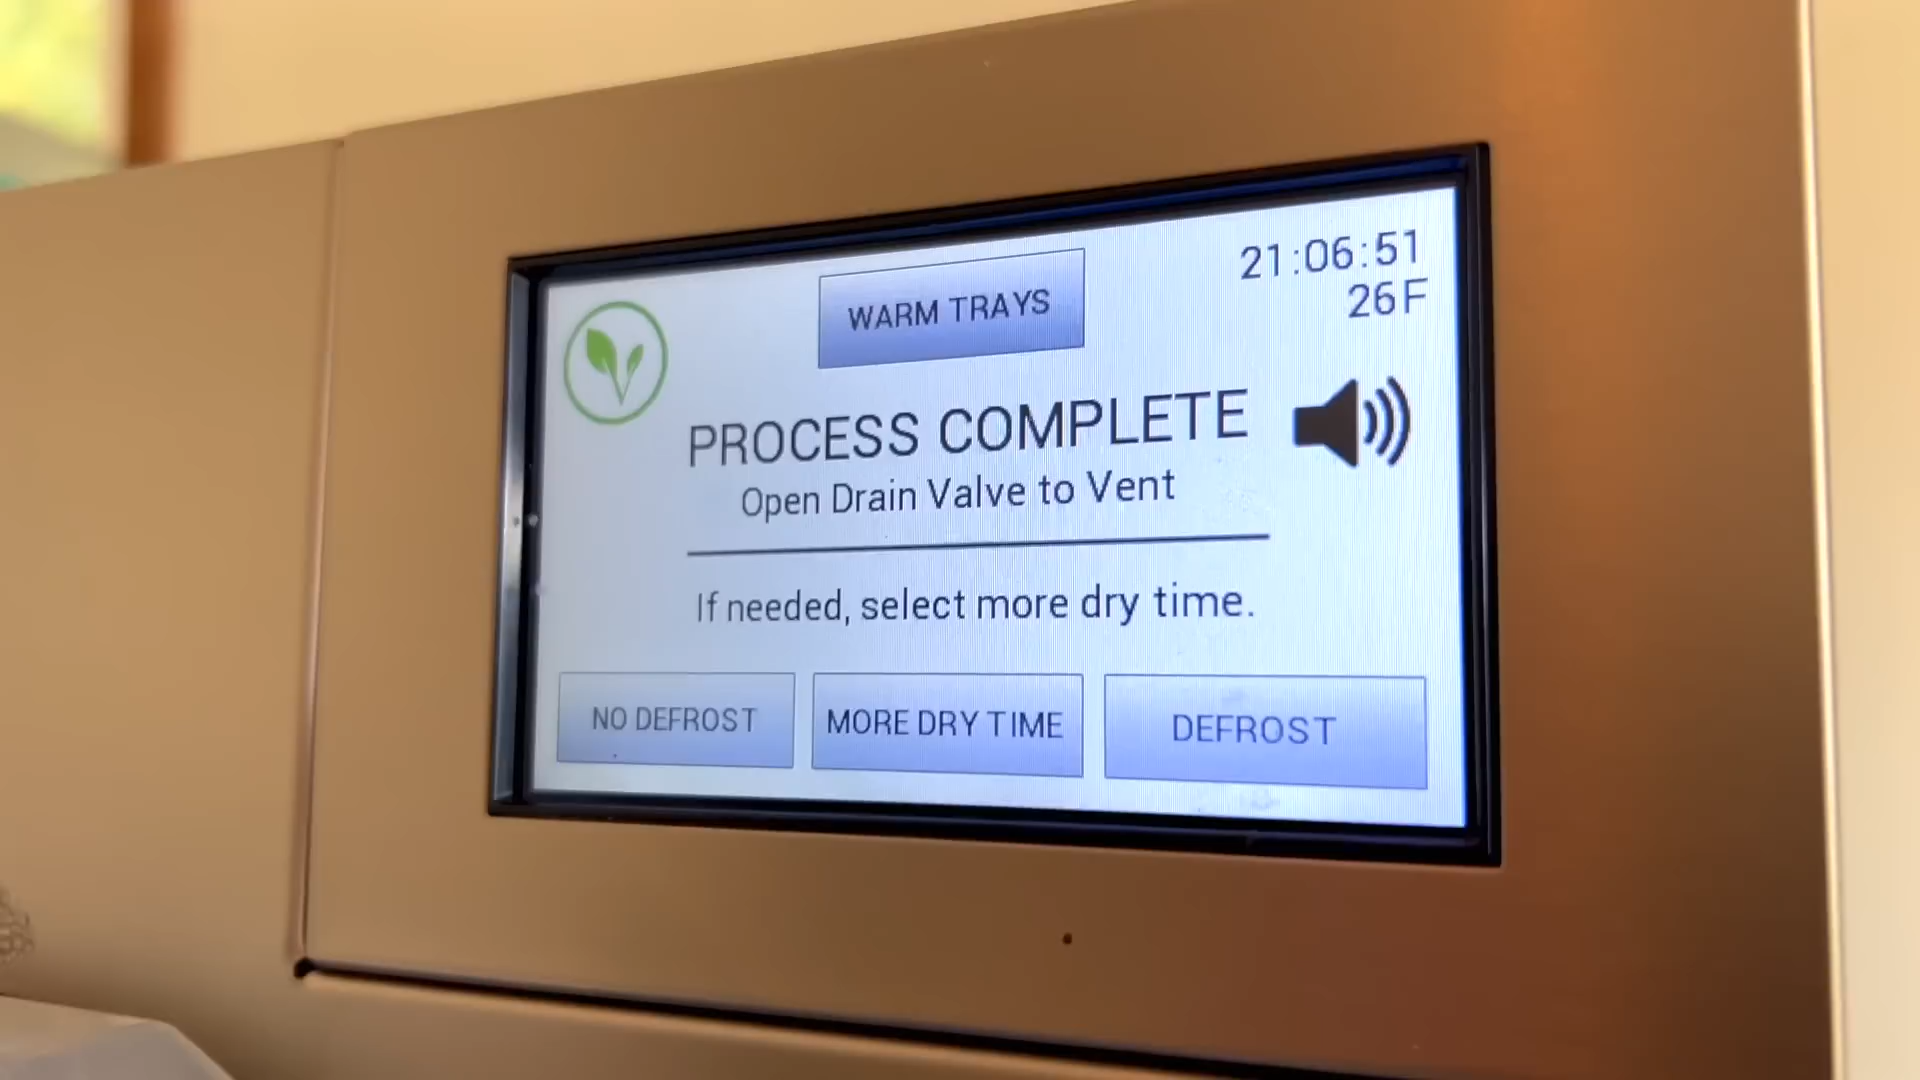 WARM TRAYS
21:06:51
26F
PROCESS COMPLETE
Open Drain Valve to Vent
If needed, select more dry time.
NO DEFROST
MORE DRY TIME
DEFROST